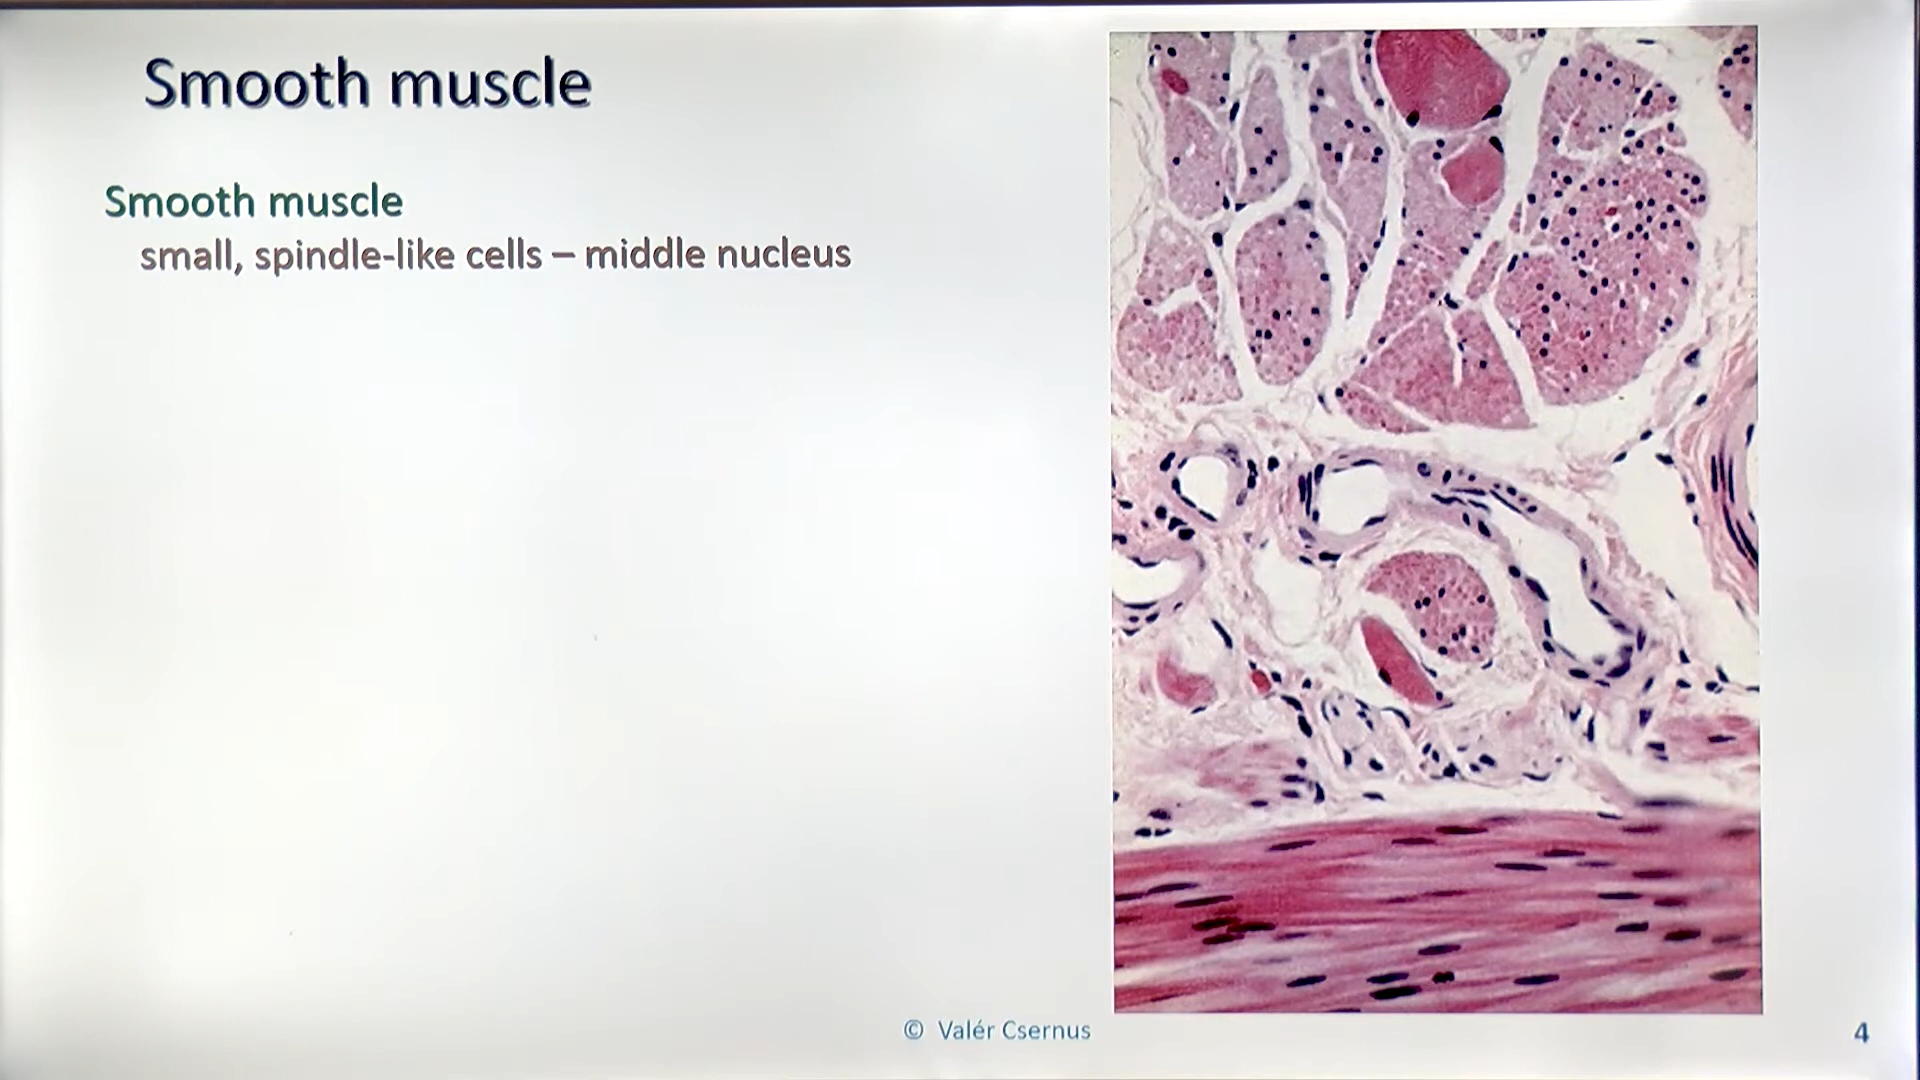 Smooth muscle
Smooth muscle
small, spindle-like cells – middle nucleus
© Valér Csernus
4